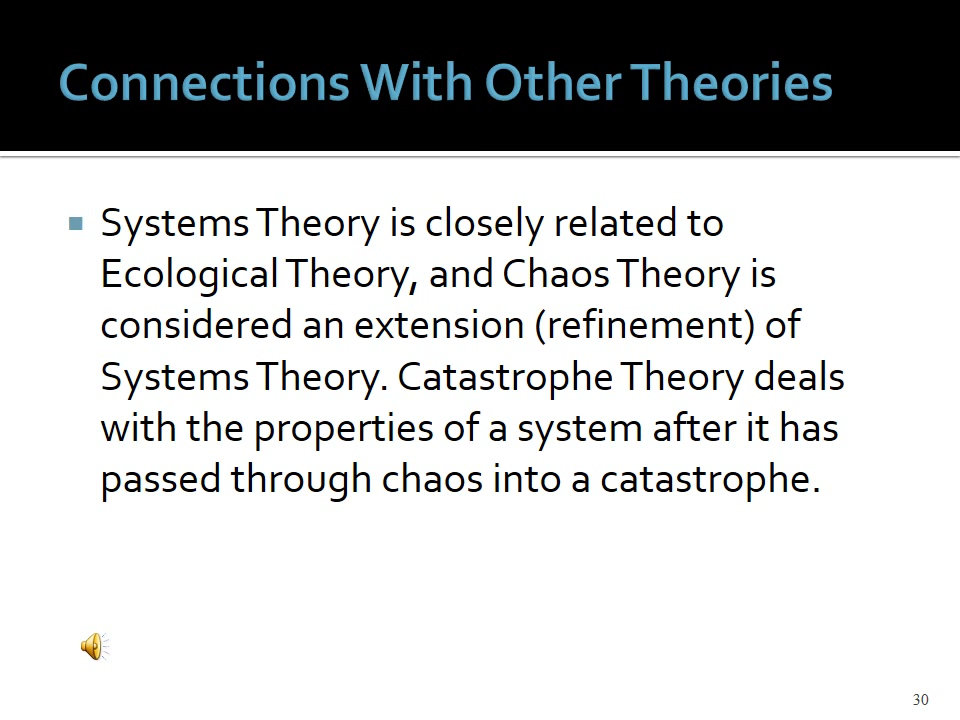 Connections With Other Theories
Systems Theory is closely related to
Ecological Theory, and Chaos Theory is
considered an extension (refinement) of
Systems Theory. Catastrophe Theory deals
with the properties of a system after it has
passed through chaos into a catastrophe.
30